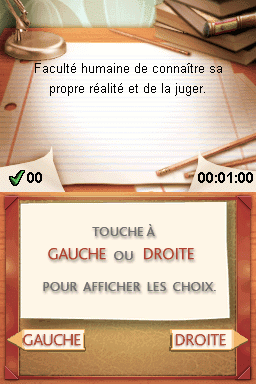 Faculté humaine de connaître sa
propre réalité et de la juger.
00
00:01:00
TOUCHE À
GAUCHE OU DROITE
POUR AFFICHER LES CHOIX.
GAUCHE
DROITE